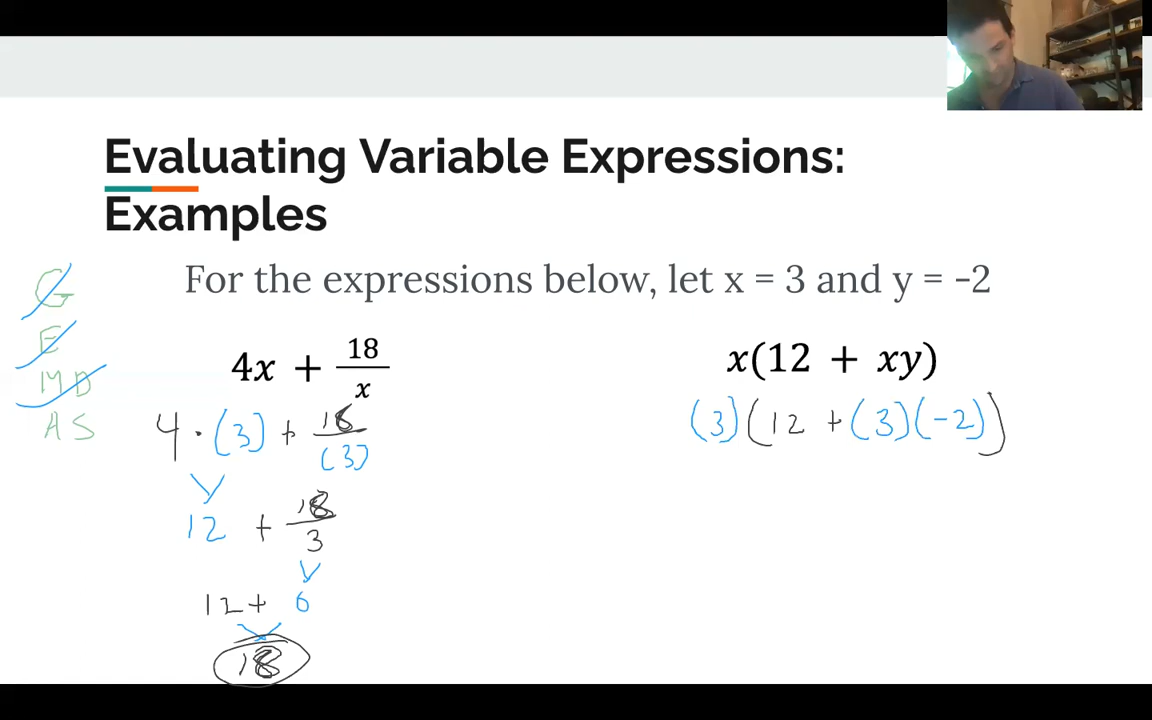 Evaluating Variable Expressions:
Examples
For the expressions below, let x = 3 and y = -2
G
E
MD
AS
4x + 18/x
4 · (3) + 18/(3)
12 + 18/3
12 + 6
18
x(12 + xy)
(3)(12 + (3)(-2))